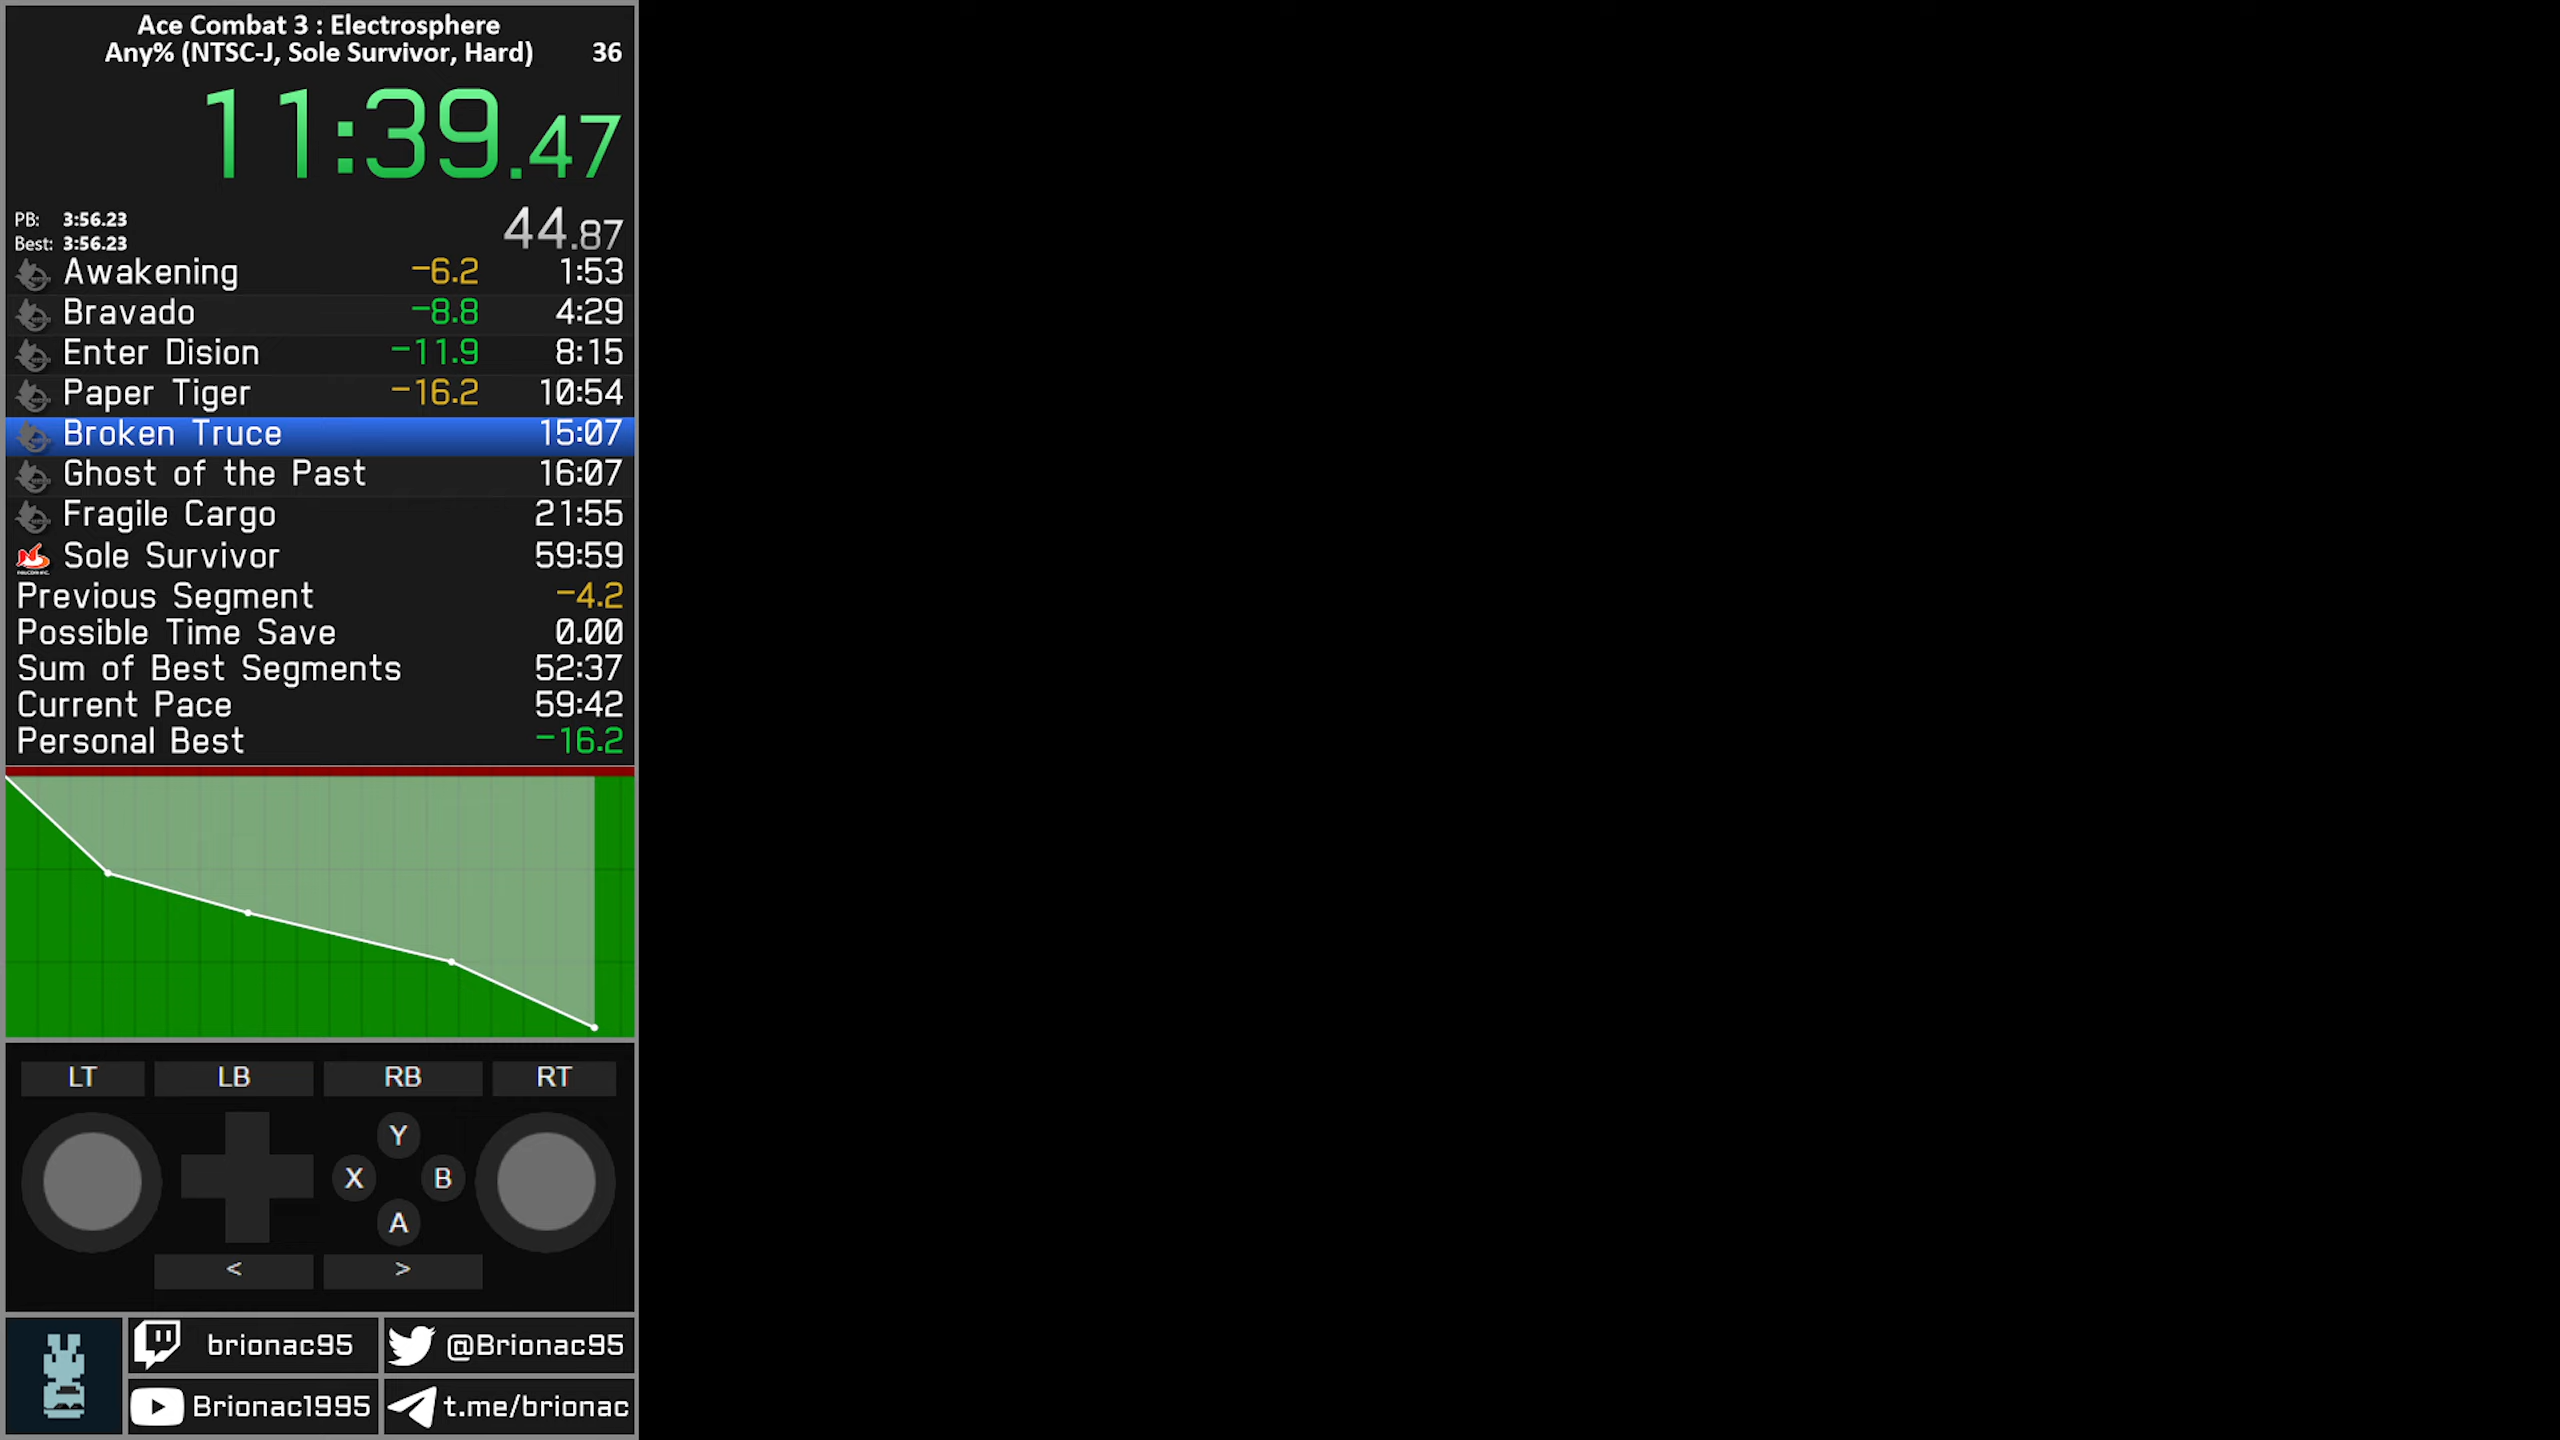 Ace Combat 3 : Electrosphere
Any% (NTSC-J, Sole Survivor, Hard) 36
11:39.47
PB: 3:56.23
44.87
Best: 3:56.23
Awakening -6.2 1:53
Bravado -8.8 4:29
Enter Dision -11.9 8:15
Paper Tiger -16.2 10:54
Broken Truce 15:07
Ghost of the Past 16:07
Fragile Cargo 21:55
Sole Survivor 59:59
Previous Segment -4.2
Possible Time Save 0.00
Sum of Best Segments 52:37
Current Pace 59:42
Personal Best -16.2
LT LB RB RT
Y
X B
A
< >
brionac95 @Brionac95
Brionac1995 t.me/brionac